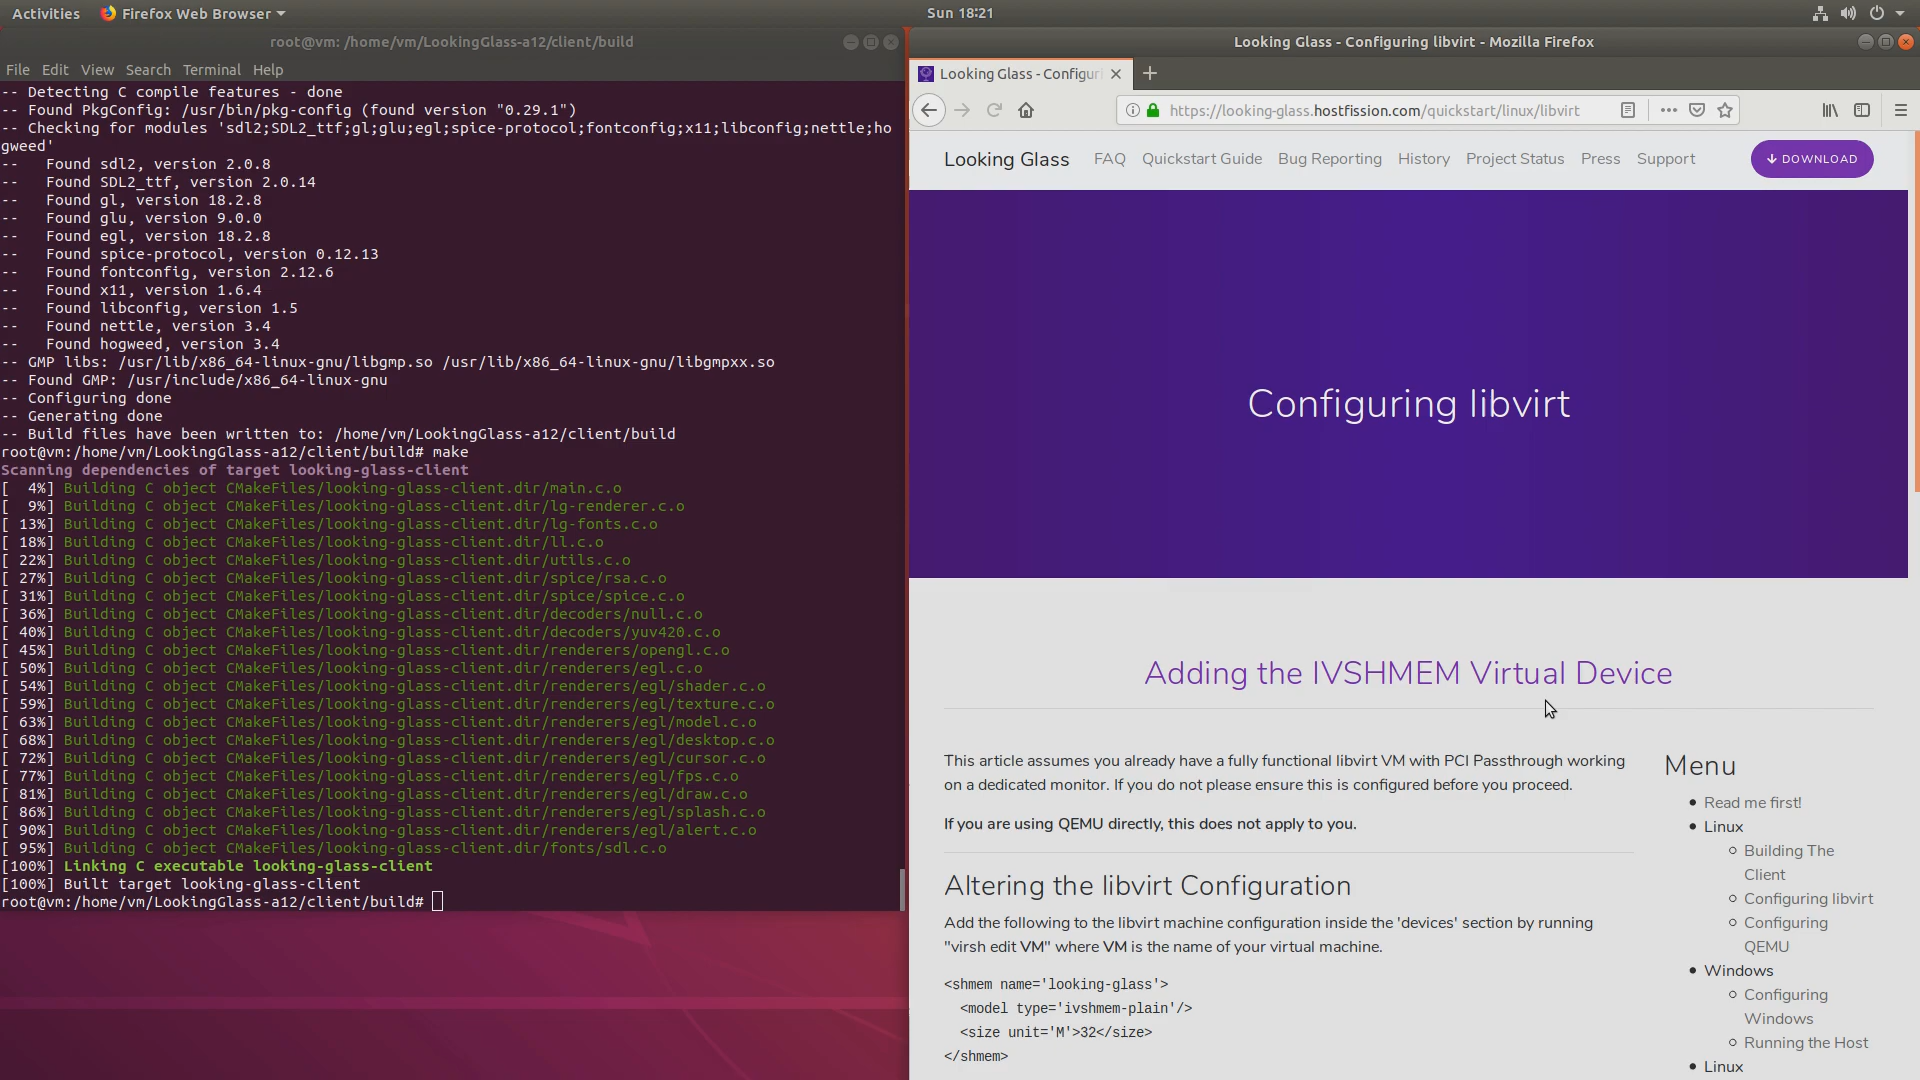 Activities
Firefox Web Browser
Sun 18:21
root@vm: /home/vm/LookingGlass-a12/client/build
File Edit View Search Terminal Help
-- Detecting C compile features - done
-- Found PkgConfig: /usr/bin/pkg-config (found version "0.29.1")
-- Checking for modules 'sdl2;SDL2_ttf;gl;glu;egl;spice-protocol;fontconfig;x11;libconfig;nettle;ho
gweed'
--   Found sdl2, version 2.0.8
--   Found SDL2_ttf, version 2.0.14
--   Found gl, version 18.2.8
--   Found glu, version 9.0.0
--   Found egl, version 18.2.8
--   Found spice-protocol, version 0.12.13
--   Found fontconfig, version 2.12.6
--   Found x11, version 1.6.4
--   Found libconfig, version 1.5
--   Found nettle, version 3.4
--   Found hogweed, version 3.4
-- GMP libs: /usr/lib/x86_64-linux-gnu/libgmp.so /usr/lib/x86_64-linux-gnu/libgmpxx.so
-- Found GMP: /usr/include/x86_64-linux-gnu
-- Configuring done
-- Generating done
-- Build files have been written to: /home/vm/LookingGlass-a12/client/build
root@vm:/home/vm/LookingGlass-a12/client/build# make
Scanning dependencies of target looking-glass-client
[  4%] Building C object CMakeFiles/looking-glass-client.dir/main.c.o
[  9%] Building C object CMakeFiles/looking-glass-client.dir/lg-renderer.c.o
[ 13%] Building C object CMakeFiles/looking-glass-client.dir/lg-fonts.c.o
[ 18%] Building C object CMakeFiles/looking-glass-client.dir/ll.c.o
[ 22%] Building C object CMakeFiles/looking-glass-client.dir/utils.c.o
[ 27%] Building C object CMakeFiles/looking-glass-client.dir/spice/rsa.c.o
[ 31%] Building C object CMakeFiles/looking-glass-client.dir/spice/spice.c.o
[ 36%] Building C object CMakeFiles/looking-glass-client.dir/decoders/null.c.o
[ 40%] Building C object CMakeFiles/looking-glass-client.dir/decoders/yuv420.c.o
[ 45%] Building C object CMakeFiles/looking-glass-client.dir/renderers/opengl.c.o
[ 50%] Building C object CMakeFiles/looking-glass-client.dir/renderers/egl.c.o
[ 54%] Building C object CMakeFiles/looking-glass-client.dir/renderers/egl/shader.c.o
[ 59%] Building C object CMakeFiles/looking-glass-client.dir/renderers/egl/texture.c.o
[ 63%] Building C object CMakeFiles/looking-glass-client.dir/renderers/egl/model.c.o
[ 68%] Building C object CMakeFiles/looking-glass-client.dir/renderers/egl/desktop.c.o
[ 72%] Building C object CMakeFiles/looking-glass-client.dir/renderers/egl/cursor.c.o
[ 77%] Building C object CMakeFiles/looking-glass-client.dir/renderers/egl/fps.c.o
[ 81%] Building C object CMakeFiles/looking-glass-client.dir/renderers/egl/draw.c.o
[ 86%] Building C object CMakeFiles/looking-glass-client.dir/renderers/egl/splash.c.o
[ 90%] Building C object CMakeFiles/looking-glass-client.dir/renderers/egl/alert.c.o
[ 95%] Building C object CMakeFiles/looking-glass-client.dir/fonts/sdl.c.o
[100%] Linking C executable looking-glass-client
[100%] Built target looking-glass-client
root@vm:/home/vm/LookingGlass-a12/client/build#
Looking Glass - Configuring libvirt - Mozilla Firefox
Looking Glass - Configuri
https://looking-glass.hostfission.com/quickstart/linux/libvirt
Looking Glass FAQ Quickstart Guide Bug Reporting History Project Status Press Support DOWNLOAD
Configuring libvirt
Adding the IVSHMEM Virtual Device
This article assumes you already have a fully functional libvirt VM with PCI Passthrough working
on a dedicated monitor. If you do not please ensure this is configured before you proceed.
If you are using QEMU directly, this does not apply to you.
Altering the libvirt Configuration
Add the following to the libvirt machine configuration inside the 'devices' section by running
"virsh edit VM" where VM is the name of your virtual machine.
<shmem name='looking-glass'>
  <model type='ivshmem-plain'/>
  <size unit='M'>32</size>
</shmem>
Menu
Read me first!
Linux
Building The
Client
Configuring libvirt
Configuring
QEMU
Windows
Configuring
Windows
Running the Host
Linux